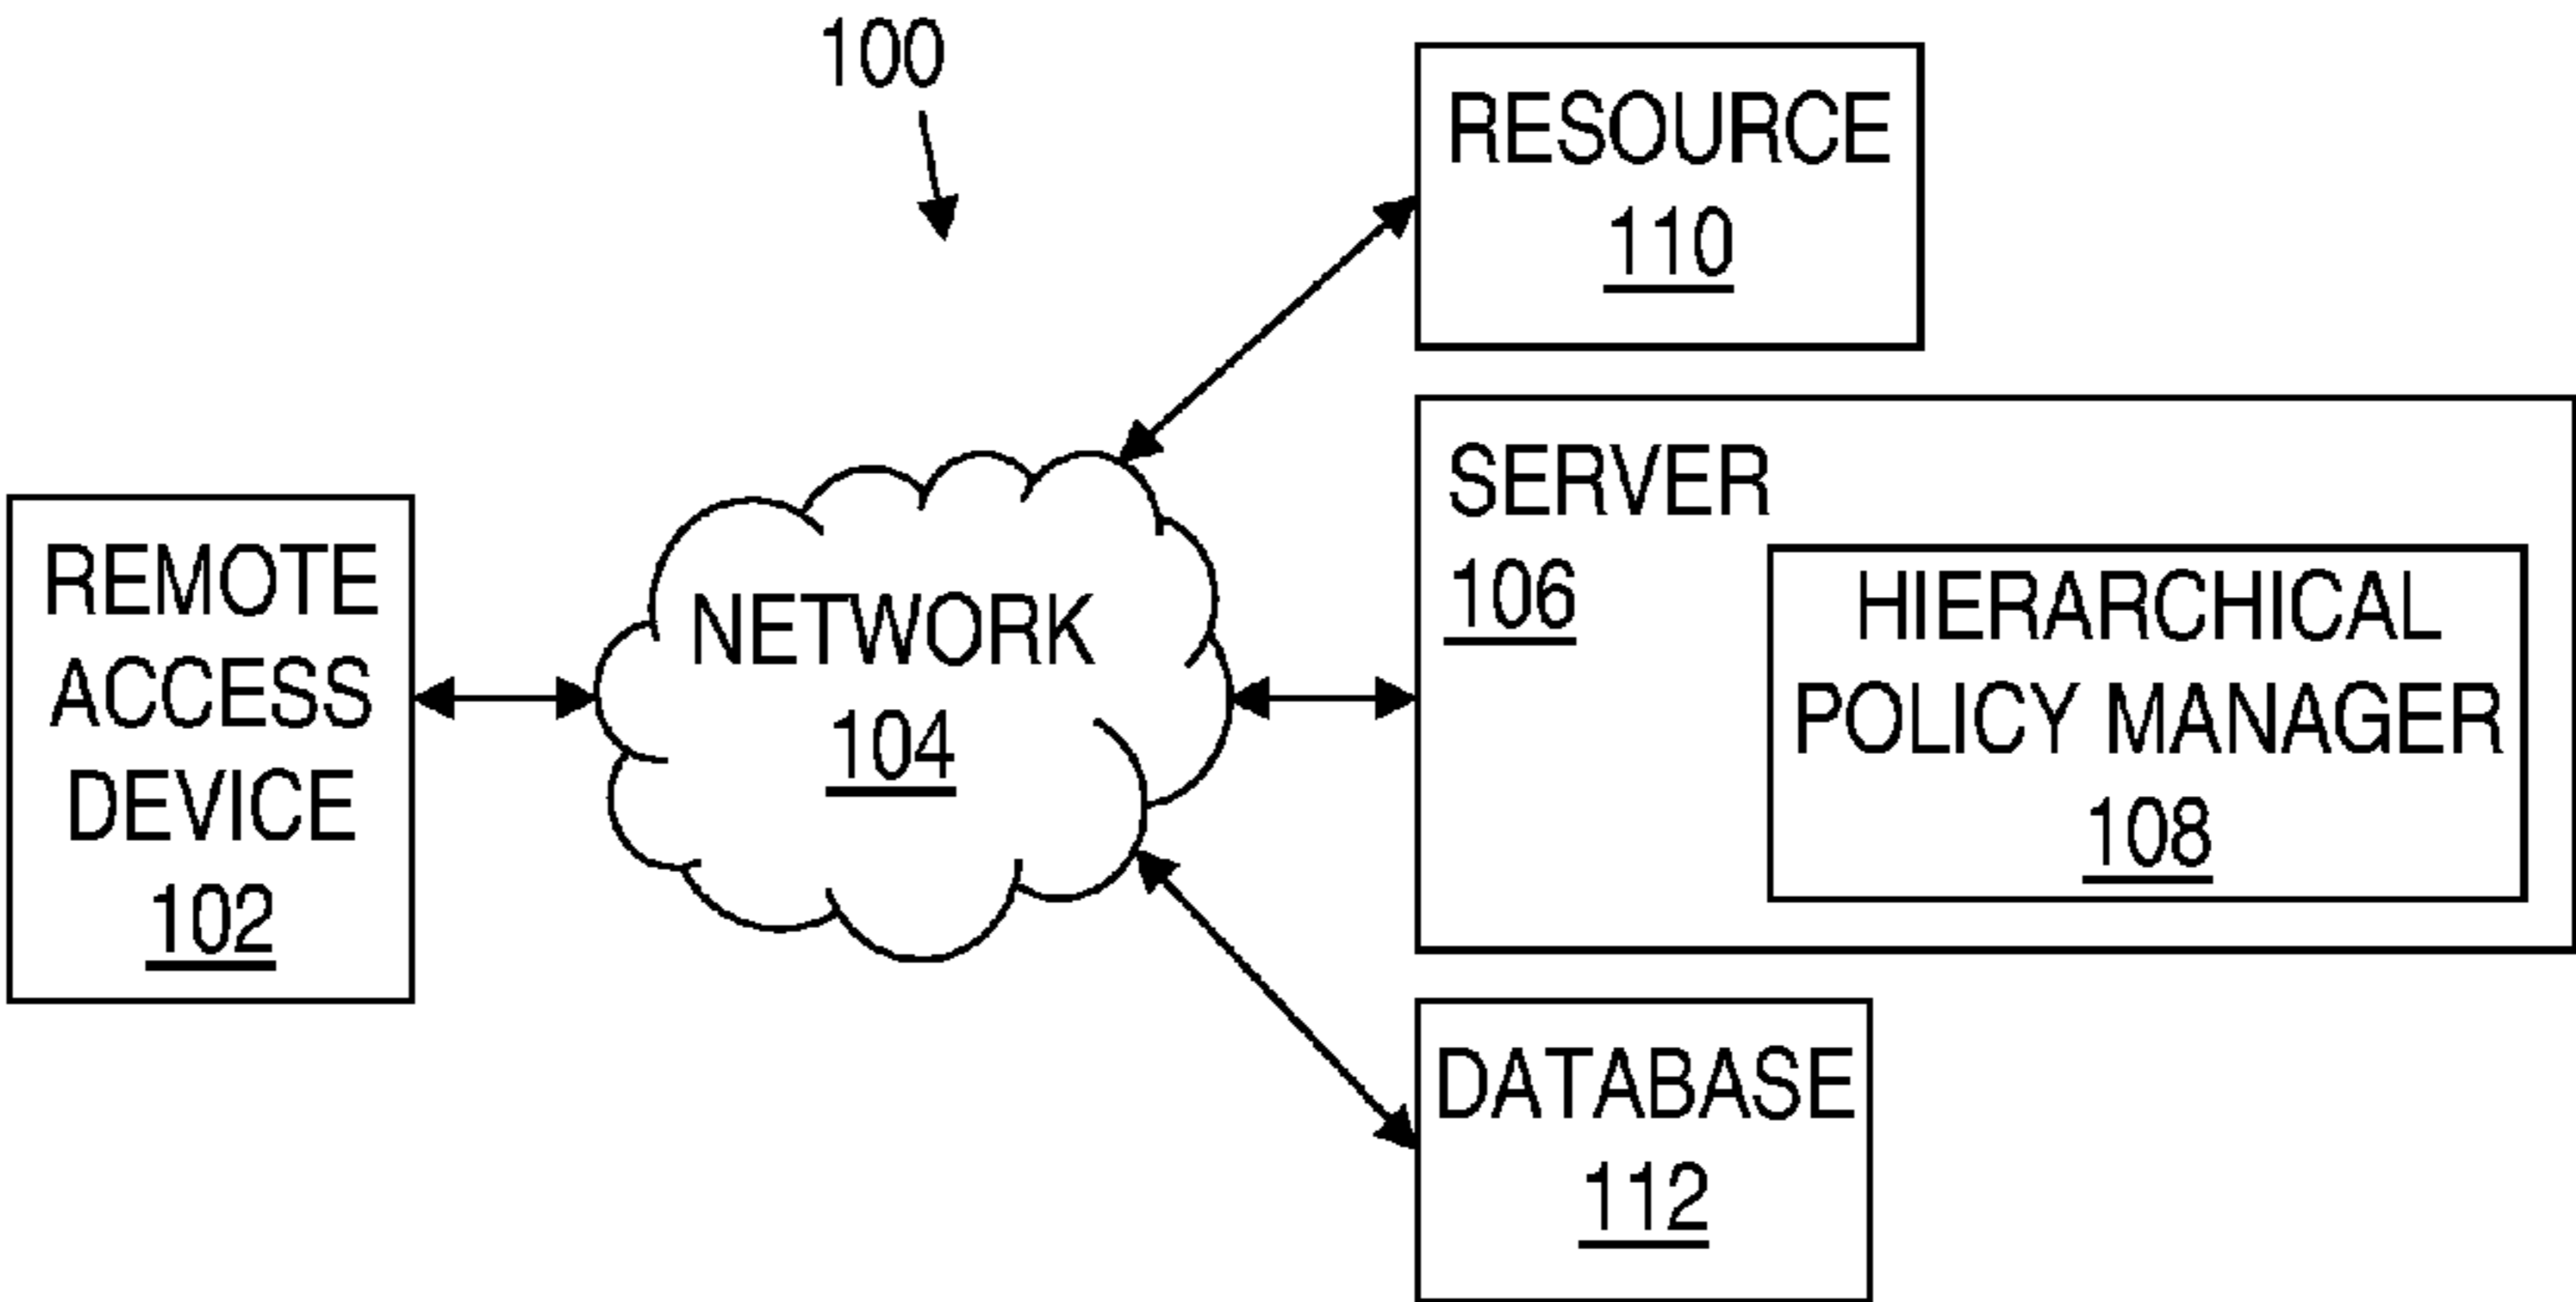 100
RESOURCE
110
SERVER
106
HIERARCHICAL
POLICY MANAGER
108
REMOTE
ACCESS
DEVICE
102
NETWORK
104
DATABASE
112